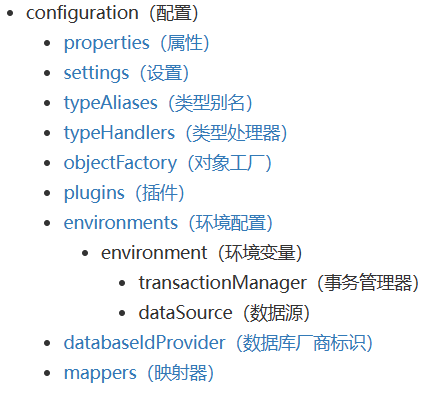 configuration（配置）
properties（属性）
settings（设置）
typeAliases（类型别名）
typeHandlers（类型处理器）
objectFactory（对象工厂）
plugins（插件）
environments（环境配置）
environment（环境变量）
transactionManager（事务管理器）
dataSource（数据源）
databaseIdProvider（数据库厂商标识）
mappers（映射器）